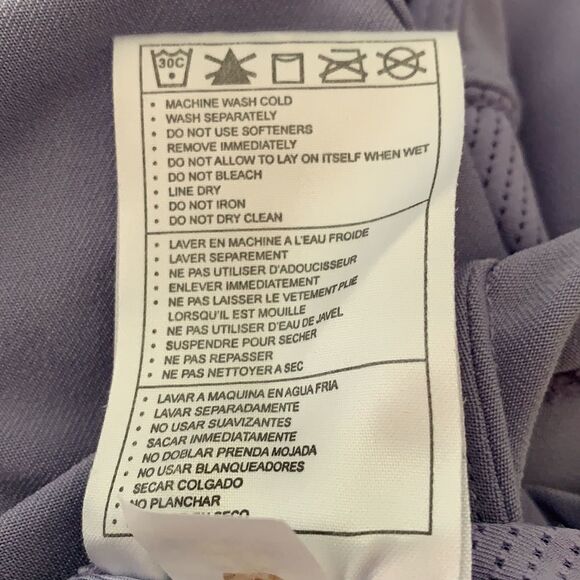 30C
• MACHINE WASH COLD
• WASH SEPARATELY
• DO NOT USE SOFTENERS
• REMOVE IMMEDIATELY
• DO NOT ALLOW TO LAY ON ITSELF WHEN WET
• DO NOT BLEACH
• LINE DRY
• DO NOT IRON
• DO NOT DRY CLEAN
• LAVER EN MACHINE A L'EAU FROIDE
• LAVER SEPAREMENT
• NE PAS UTILISER D'ADOUCISSEUR
• ENLEVER IMMEDIATEMENT
• NE PAS LAISSER LE VETEMENT PLIE
LORSQU'IL EST MOUILLE
• NE PAS UTILISER D'EAU DE JAVEL
• SUSPENDRE POUR SECHER
• NE PAS REPASSER
• NE PAS NETTOYER A SEC
• LAVAR A MAQUINA EN AGUA FRIA
• LAVAR SEPARADAMENTE
• NO USAR SUAVIZANTES
• SACAR INMEDIATAMENTE
• NO DOBLAR PRENDA MOJADA
• NO USAR BLANQUEADORES
• SECAR COLGADO
• NO PLANCHAR
• EN SECO